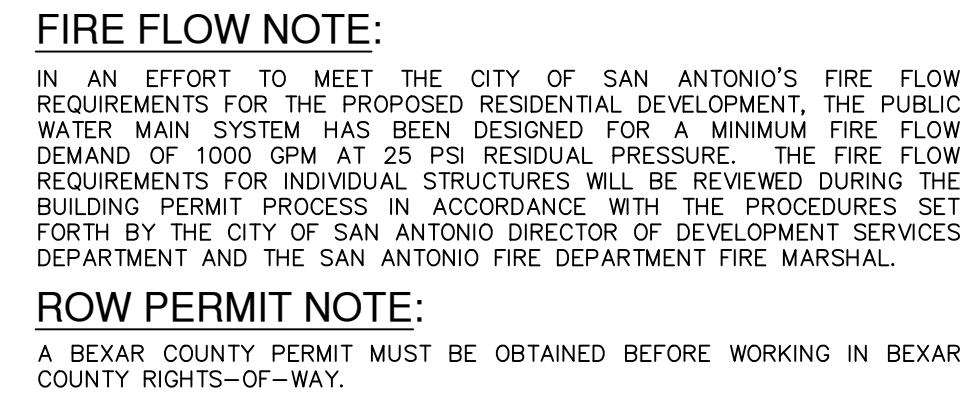 FIRE FLOW NOTE:
IN AN EFFORT TO MEET THE CITY OF SAN ANTONIO'S FIRE FLOW
REQUIREMENTS FOR THE PROPOSED RESIDENTIAL DEVELOPMENT, THE PUBLIC
WATER MAIN SYSTEM HAS BEEN DESIGNED FOR A MINIMUM FIRE FLOW
DEMAND OF 1000 GPM AT 25 PSI RESIDUAL PRESSURE. THE FIRE FLOW
REQUIREMENTS FOR INDIVIDUAL STRUCTURES WILL BE REVIEWED DURING THE
BUILDING PERMIT PROCESS IN ACCORDANCE WITH THE PROCEDURES SET
FORTH BY THE CITY OF SAN ANTONIO DIRECTOR OF DEVELOPMENT SERVICES
DEPARTMENT AND THE SAN ANTONIO FIRE DEPARTMENT FIRE MARSHAL.
ROW PERMIT NOTE:
A BEXAR COUNTY PERMIT MUST BE OBTAINED BEFORE WORKING IN BEXAR
COUNTY RIGHTS-OF-WAY.